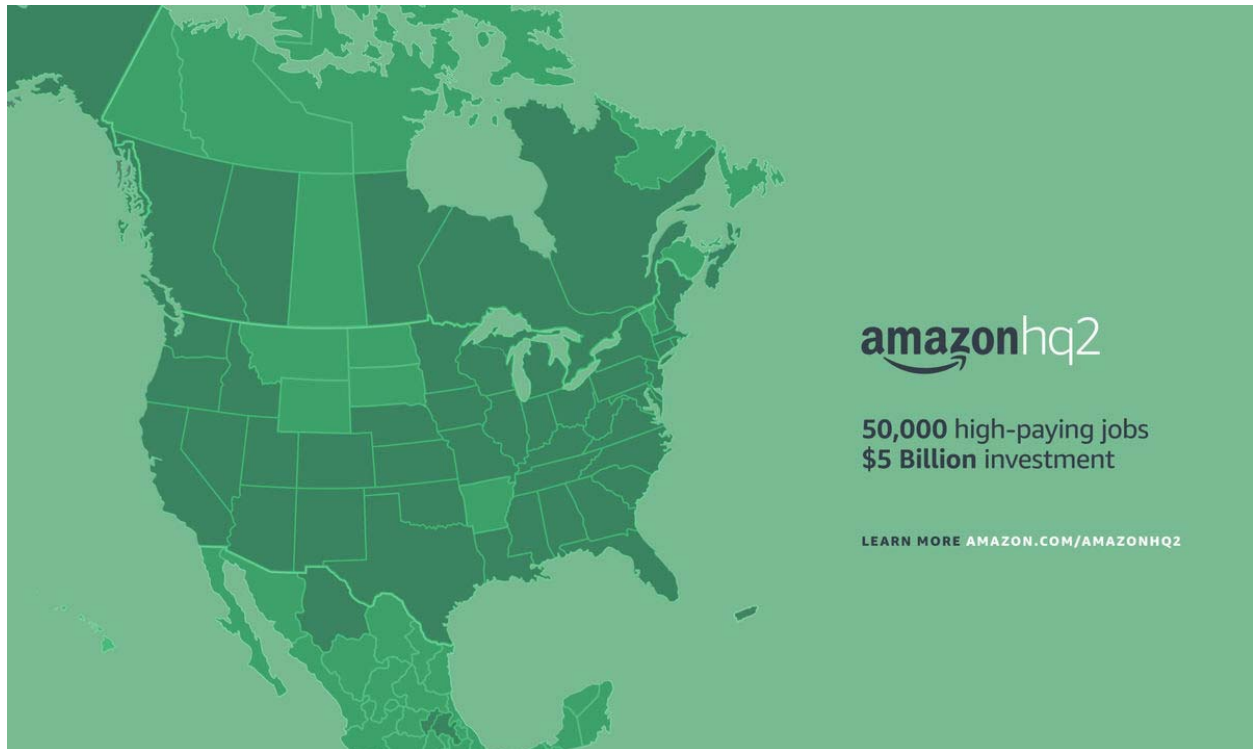 amazonhq2
50,000 high-paying jobs
$5 Billion investment
LEARN MORE AMAZON.COM/AMAZONHQ2